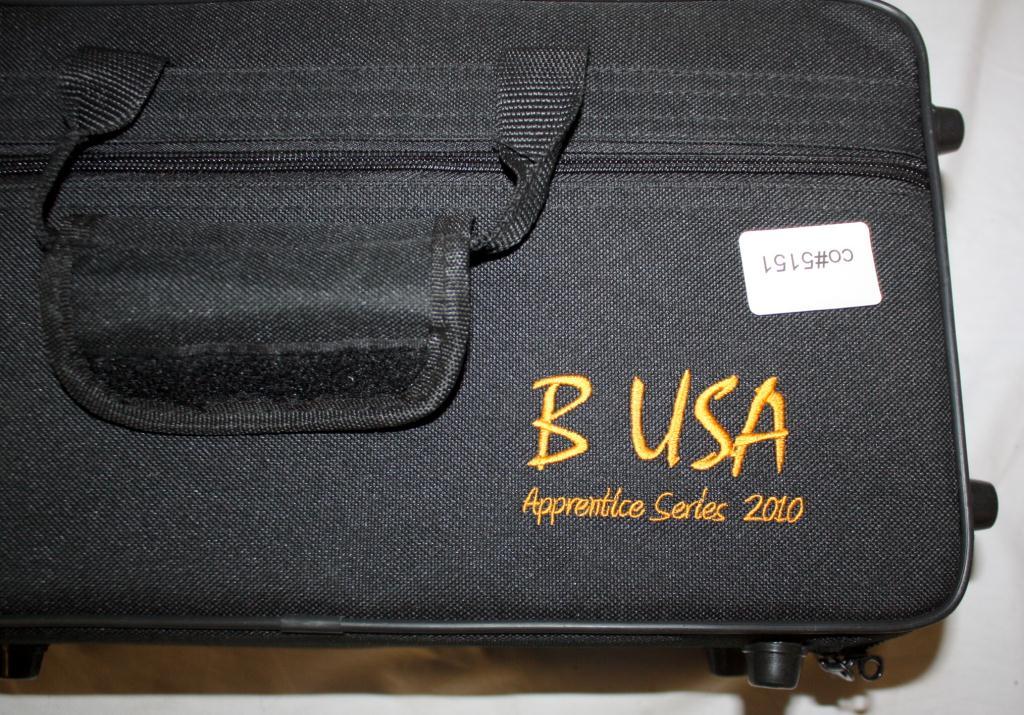 co#5151
B USA
Apprentice Series 2010